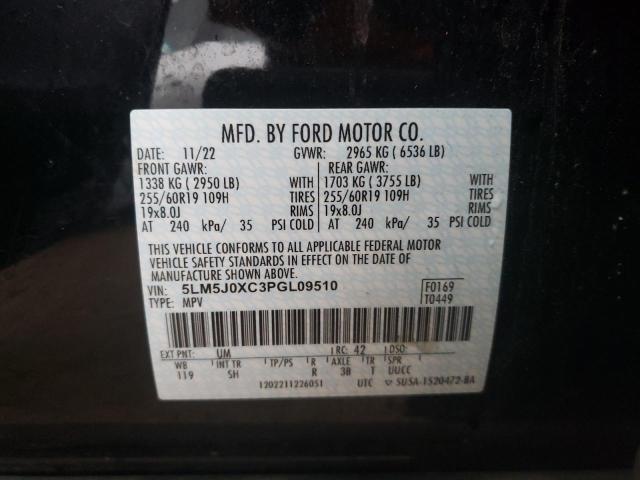 MFD. BY FORD MOTOR CO.
DATE: 11/22 GVWR: 2965 KG ( 6536 LB)
FRONT GAWR: REAR GAWR:
1338 KG ( 2950 LB) WITH 1703 KG ( 3755 LB) WITH
255/60R19 109H TIRES 255/60R19 109H TIRES
19x8.0J RIMS 19x8.0J RIMS
AT 240 kPa/ 35 PSI COLD AT 240 kPa/ 35 PSI COLD
THIS VEHICLE CONFORMS TO ALL APPLICABLE FEDERAL MOTOR
VEHICLE SAFETY STANDARDS IN EFFECT ON THE DATE OF
MANUFACTURE SHOWN ABOVE.
VIN: 5LM5J0XC3PGL09510 F0169
TYPE: MPV T0449
EXT PNT: UM RC: 42 DSO:
WB INT TR TP/PS R AXLE TR SPR
119 SH R 3B T UUCC
1202211226051 UTC SUSA-1520472-BA